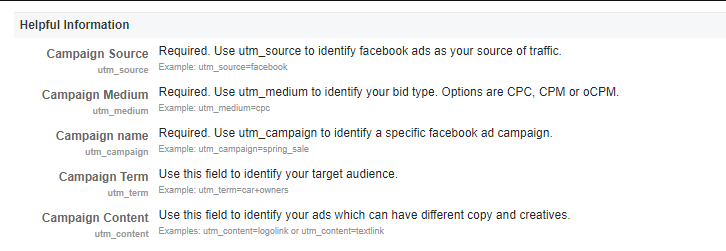 Helpful Information
Campaign Source Required. Use utm_source to identify facebook ads as your source of traffic.
utm_source Example: utm_source=facebook
Campaign Medium Required. Use utm_medium to identify your bid type. Options are CPC, CPM or oCPM.
utm_medium Example: utm_medium=cpc
Campaign name Required. Use utm_campaign to identify a specific facebook ad campaign.
utm_campaign Example: utm_campaign=spring_sale
Campaign Term Use this field to identify your target audience.
utm_term Example: utm_term=car+owners
Campaign Content Use this field to identify your ads which can have different copy and creatives.
utm_content Examples: utm_content=logolink or utm_content=textlink